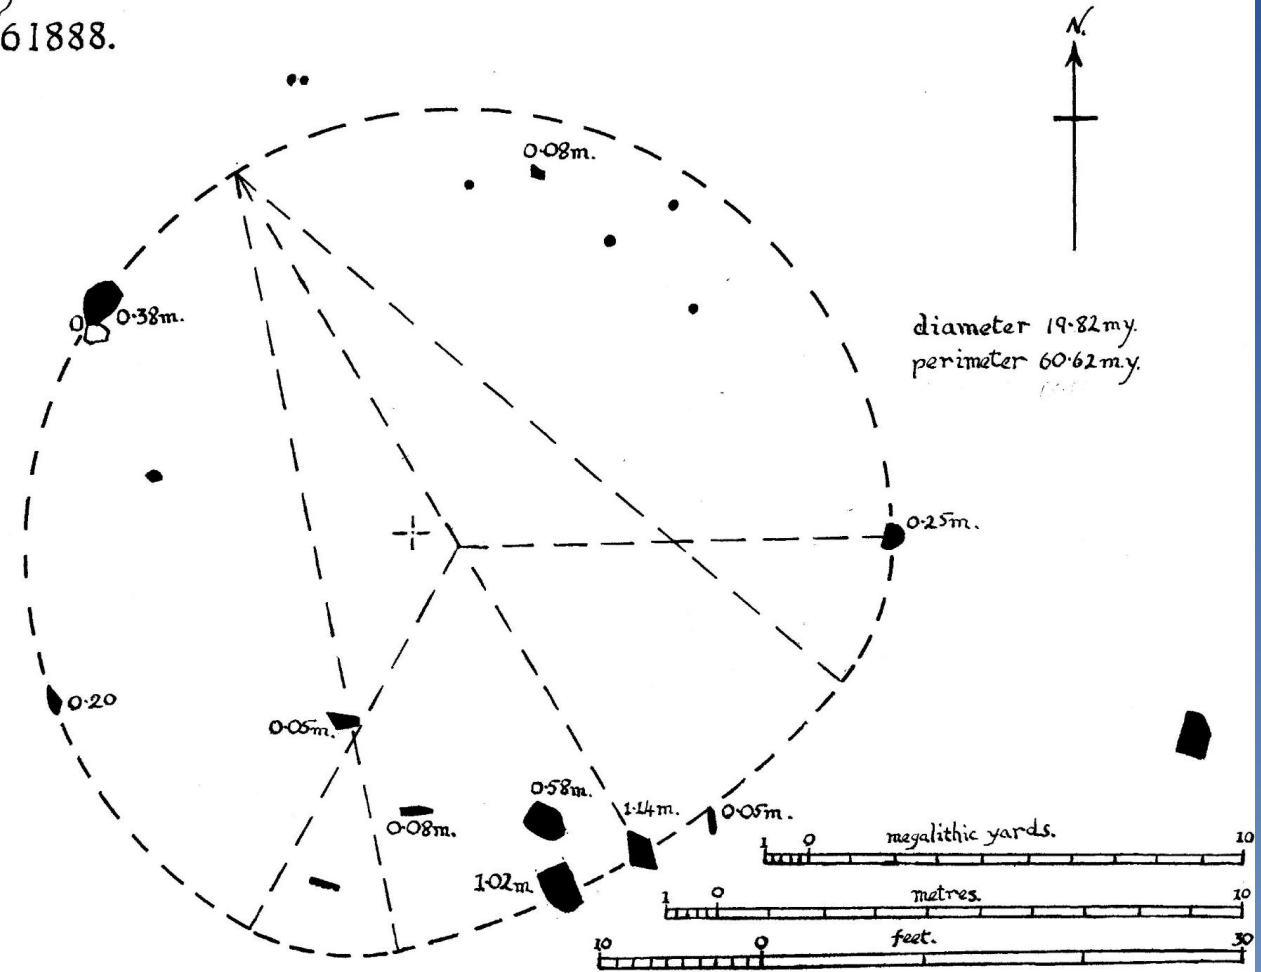 61888.
N.
0·08m.
0·38m.
diameter 19·82my.
perimeter 60·62m.y.
0·25m.
0·20
0·05m.
0·58m.
1·14m.
0·05m.
0·08m.
1·02m
megalithic yards.
1 0 10
metres.
1 0 10
feet.
10 0 30